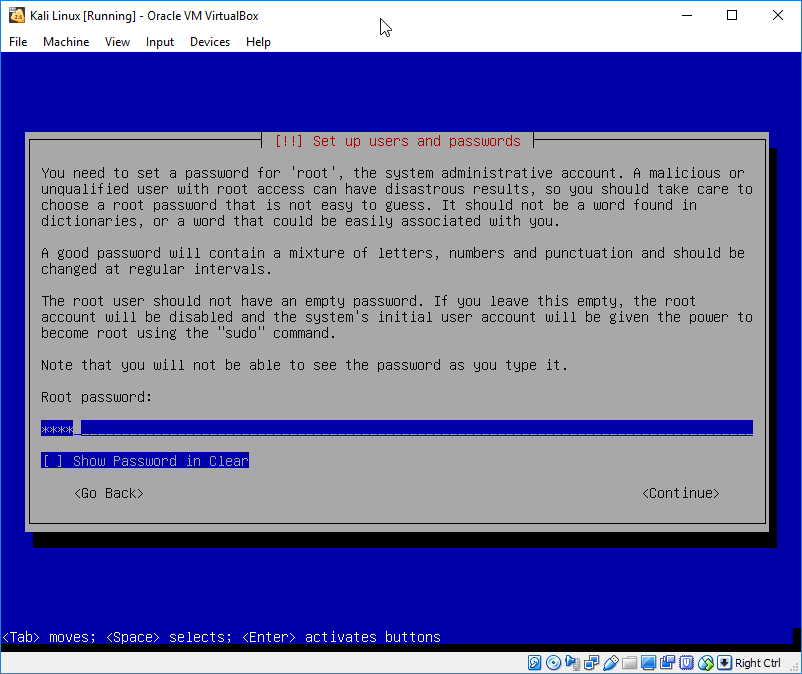 Kali Linux [Running] - Oracle VM VirtualBox
File Machine View Input Devices Help
[!!] Set up users and passwords
You need to set a password for 'root', the system administrative account. A malicious or
unqualified user with root access can have disastrous results, so you should take care to
choose a root password that is not easy to guess. It should not be a word found in
dictionaries, or a word that could be easily associated with you.
A good password will contain a mixture of letters, numbers and punctuation and should be
changed at regular intervals.
The root user should not have an empty password. If you leave this empty, the root
account will be disabled and the system's initial user account will be given the power to
become root using the "sudo" command.
Note that you will not be able to see the password as you type it.
Root password:
****
[ ] Show Password in Clear
<Go Back> <Continue>
<Tab> moves; <Space> selects; <Enter> activates buttons
Right Ctrl